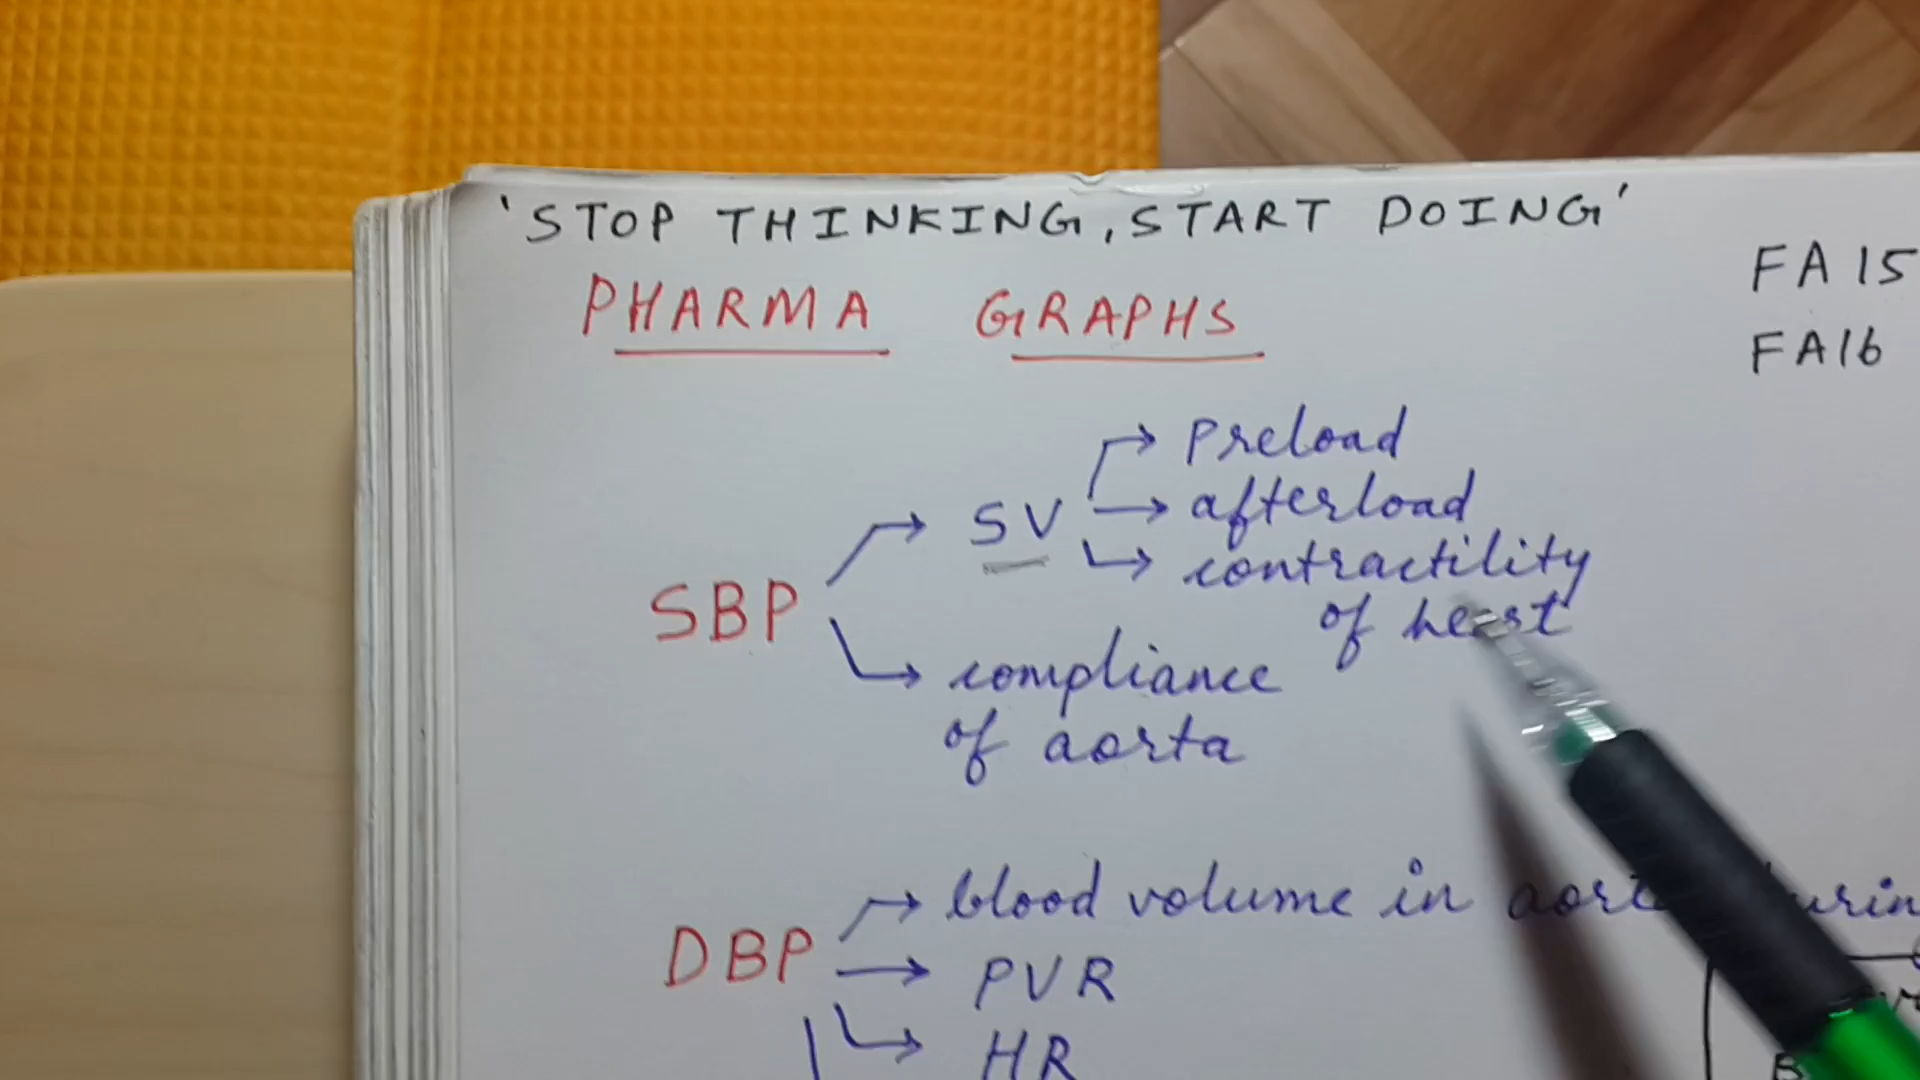 'STOP THINKING, START DOING'
PHARMA GRAPHS
FA 15
FA16
SBP
SV
preload
afterload
contractility
of heart
compliance
of aorta
DBP
blood volume in
PVR
HR